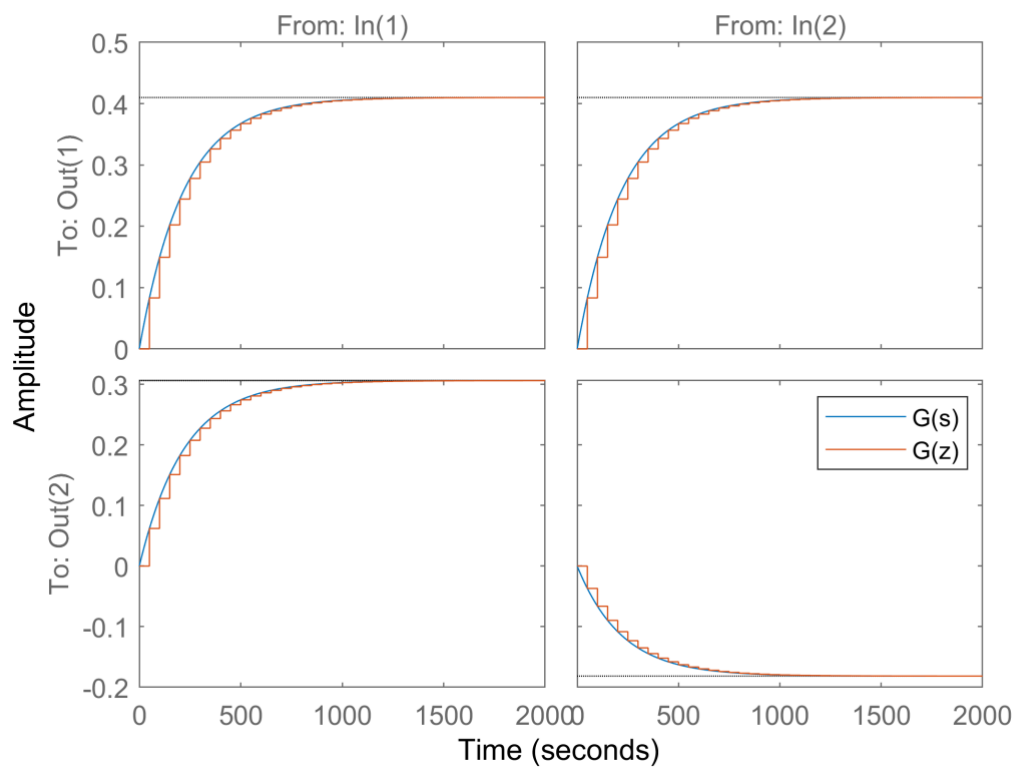 From: In(1) From: In(2)
0.5
0.4
0.3
0.2
0.1
0
To: Out(1)
Amplitude
0.3
0.2
0.1
0
-0.1
-0.2
To: Out(2)
G(s)
G(z)
0 500 1000 1500 2000 0 500 1000 1500 2000
Time (seconds)